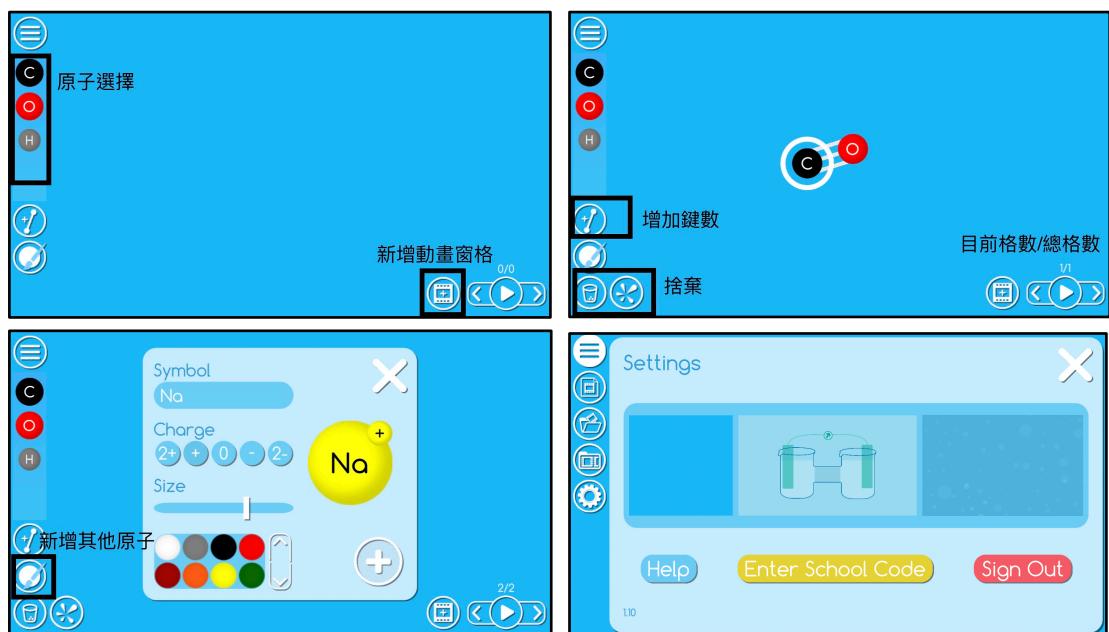 C
原子選擇
O
H
新增動畫窗格
0/0
C
O
H
C
O
增加鍵數
目前格數/總格數
1/1
捨棄
C
O
H
Symbol
Na
Charge
2+ + 0 - 2-
Size
+
Na
新增其他原子
2/2
Settings
Help
Enter School Code
Sign Out
1.10